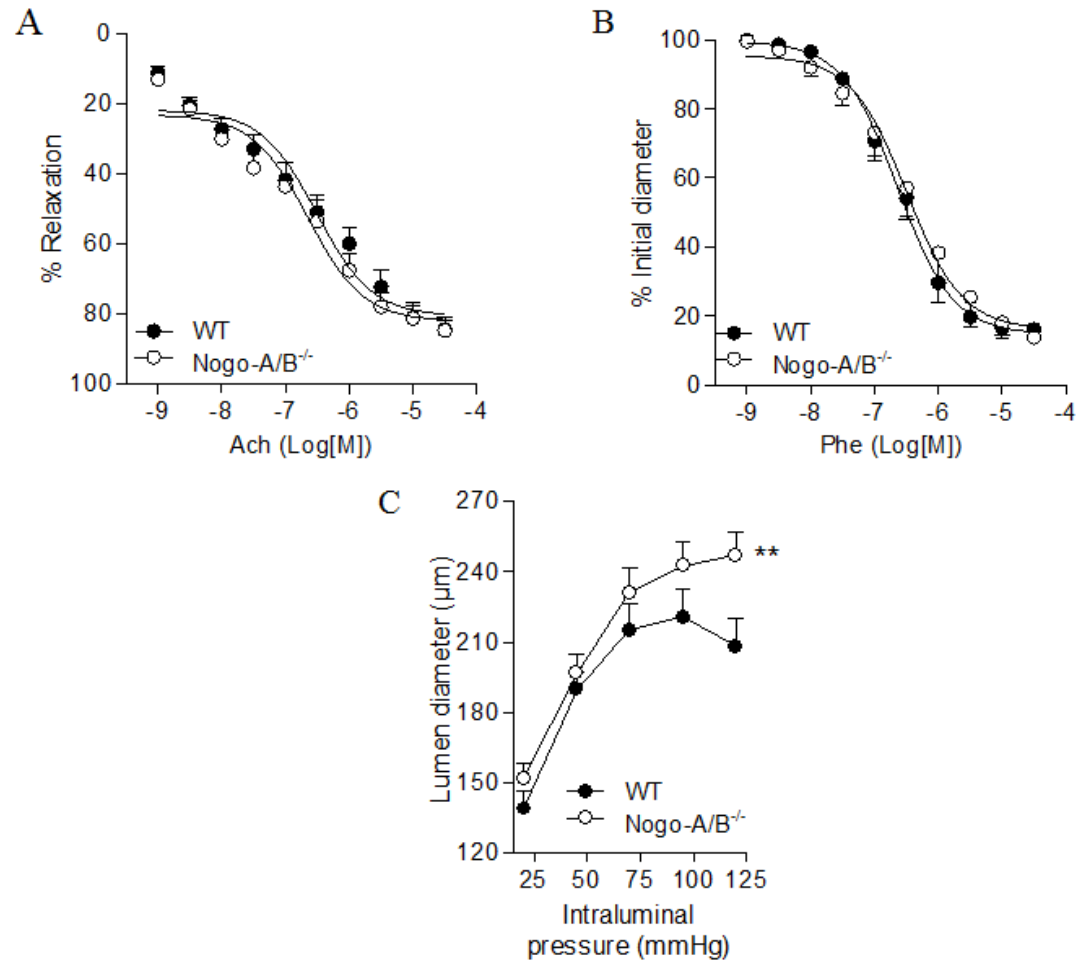 A
0
20
40
60
80
100
% Relaxation
WT
Nogo-A/B-/-
-9 -8 -7 -6 -5 -4
Ach (Log[M])
B
100
80
60
40
20
0
% Initial diameter
WT
Nogo-A/B-/-
-9 -8 -7 -6 -5 -4
Phe (Log[M])
C
270
240
210
180
150
120
Lumen diameter (µm)
**
WT
Nogo-A/B-/-
25 50 75 100 125
Intraluminal
pressure (mmHg)